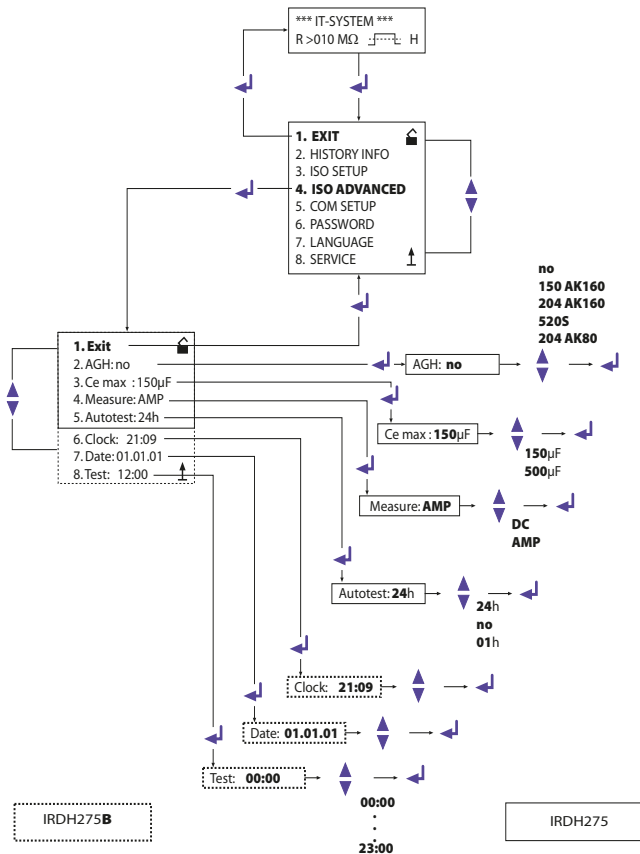 *** IT-SYSTEM ***
R >010 MΩ H
1. EXIT
2. HISTORY INFO
3. ISO SETUP
4. ISO ADVANCED
5. COM SETUP
6. PASSWORD
7. LANGUAGE
8. SERVICE
no
150 AK160
204 AK160
520S
204 AK80
1. Exit
2. AGH: no
3. Ce max : 150µF
4. Measure: AMP
5. Autotest: 24h
6. Clock: 21:09
7. Date: 01.01.01
8. Test: 12:00
AGH: no
Ce max : 150µF
150µF
500µF
Measure: AMP
DC
AMP
Autotest: 24h
24h
no
01h
Clock: 21:09
Date: 01.01.01
Test: 00:00
00:00
.
.
.
23:00
IRDH275B
IRDH275